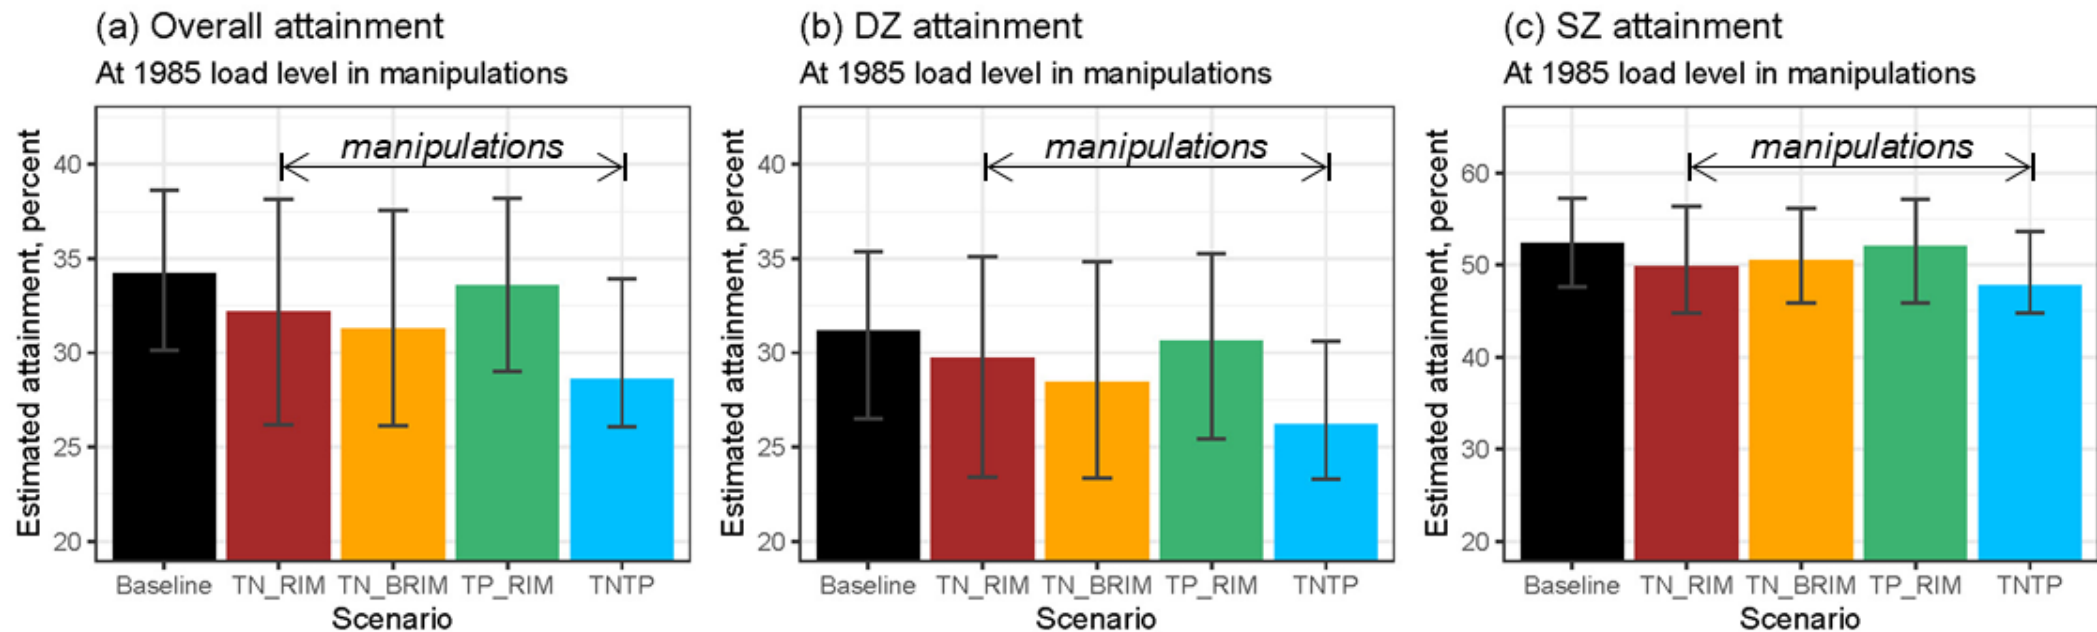 (a) Overall attainment
At 1985 load level in manipulations
Estimated attainment, percent
40
35
30
25
20
manipulations
Baseline TN_RIM TN_BRIM TP_RIM TNTP
Scenario
(b) DZ attainment
At 1985 load level in manipulations
Estimated attainment, percent
40
35
30
25
20
manipulations
Baseline TN_RIM TN_BRIM TP_RIM TNTP
Scenario
(c) SZ attainment
At 1985 load level in manipulations
Estimated attainment, percent
60
50
40
30
20
manipulations
Baseline TN_RIM TN_BRIM TP_RIM TNTP
Scenario